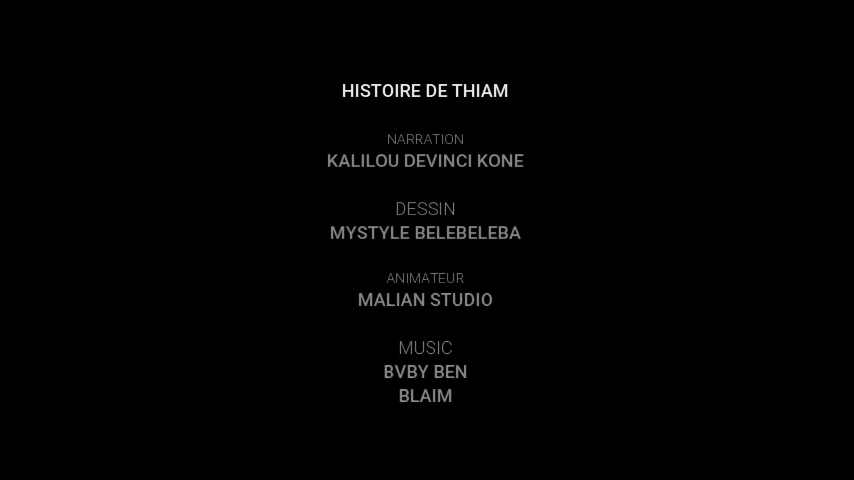 HISTOIRE DE THIAM
NARRATION
KALILOU DEVINCI KONE
DESSIN
MYSTYLE BELEBELEBA
ANIMATEUR
MALIAN STUDIO
MUSIC
BVBY BEN
BLAIM